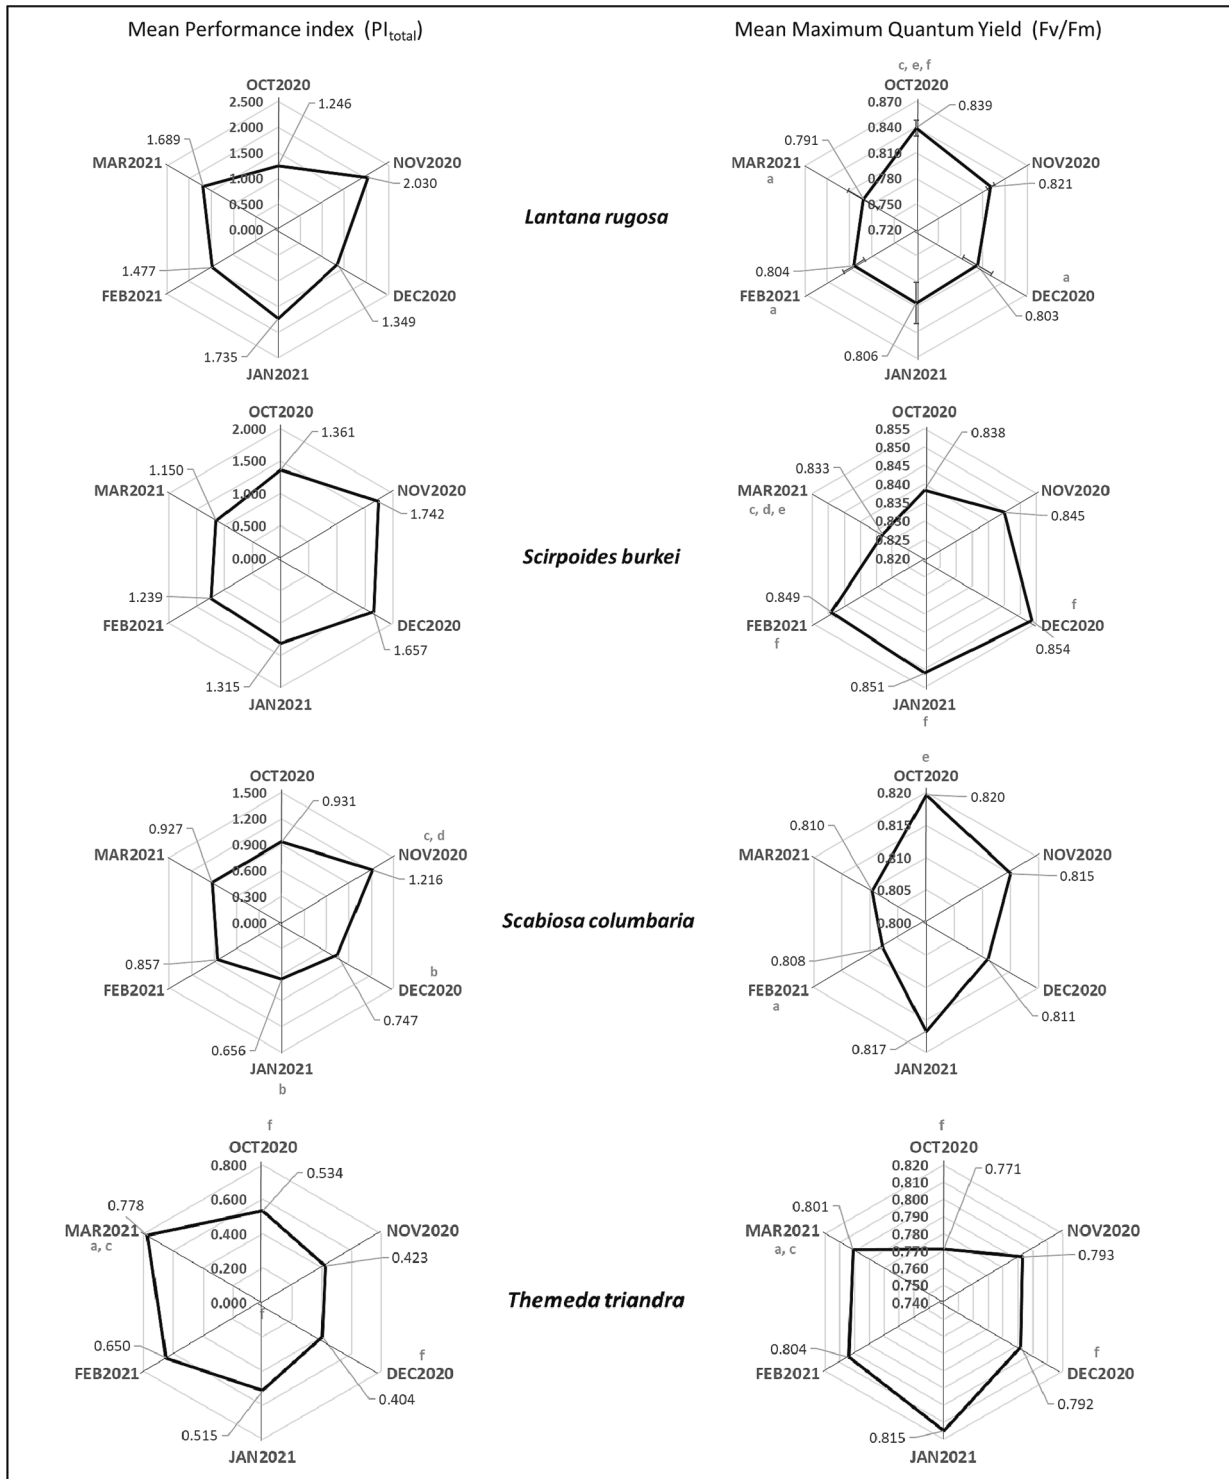 Mean Performance index (PItotal)
Mean Maximum Quantum Yield (Fv/Fm)
OCT2020
2.500
2.000
1.500
1.000
0.500
0.000
1.246
NOV2020
2.030
DEC2020
1.349
JAN2021
1.735
FEB2021
1.477
MAR2021
1.689
Lantana rugosa
c, e, f
OCT2020
0.870
0.840
0.810
0.780
0.750
0.720
0.839
NOV2020
0.821
a
DEC2020
0.803
JAN2021
0.806
0.804
FEB2021
a
0.791
MAR2021
a
OCT2020
2.000
1.500
1.000
0.500
0.000
1.361
NOV2020
1.742
DEC2020
1.657
JAN2021
1.315
1.239
FEB2021
1.150
MAR2021
Scirpoides burkei
OCT2020
0.855
0.850
0.845
0.840
0.835
0.830
0.825
0.820
0.838
NOV2020
0.845
f
DEC2020
0.854
0.851
JAN2021
f
0.849
FEB2021
f
0.833
MAR2021
c, d, e
OCT2020
1.500
1.200
0.900
0.600
0.300
0.000
0.931
c, d
NOV2020
1.216
b
DEC2020
0.747
0.656
JAN2021
b
0.857
FEB2021
0.927
MAR2021
Scabiosa columbaria
e
OCT2020
0.820
0.815
0.810
0.805
0.800
0.820
NOV2020
0.815
DEC2020
0.811
0.817
JAN2021
0.808
FEB2021
a
0.810
MAR2021
f
OCT2020
0.800
0.600
0.400
0.200
0.000
f
0.534
NOV2020
0.423
f
DEC2020
0.404
0.515
JAN2021
0.650
FEB2021
0.778
MAR2021
a, c
Themeda triandra
f
OCT2020
0.820
0.810
0.800
0.790
0.780
0.770
0.760
0.750
0.740
0.771
NOV2020
0.793
f
DEC2020
0.792
0.815
JAN2021
0.804
FEB2021
0.801
MAR2021
a, c